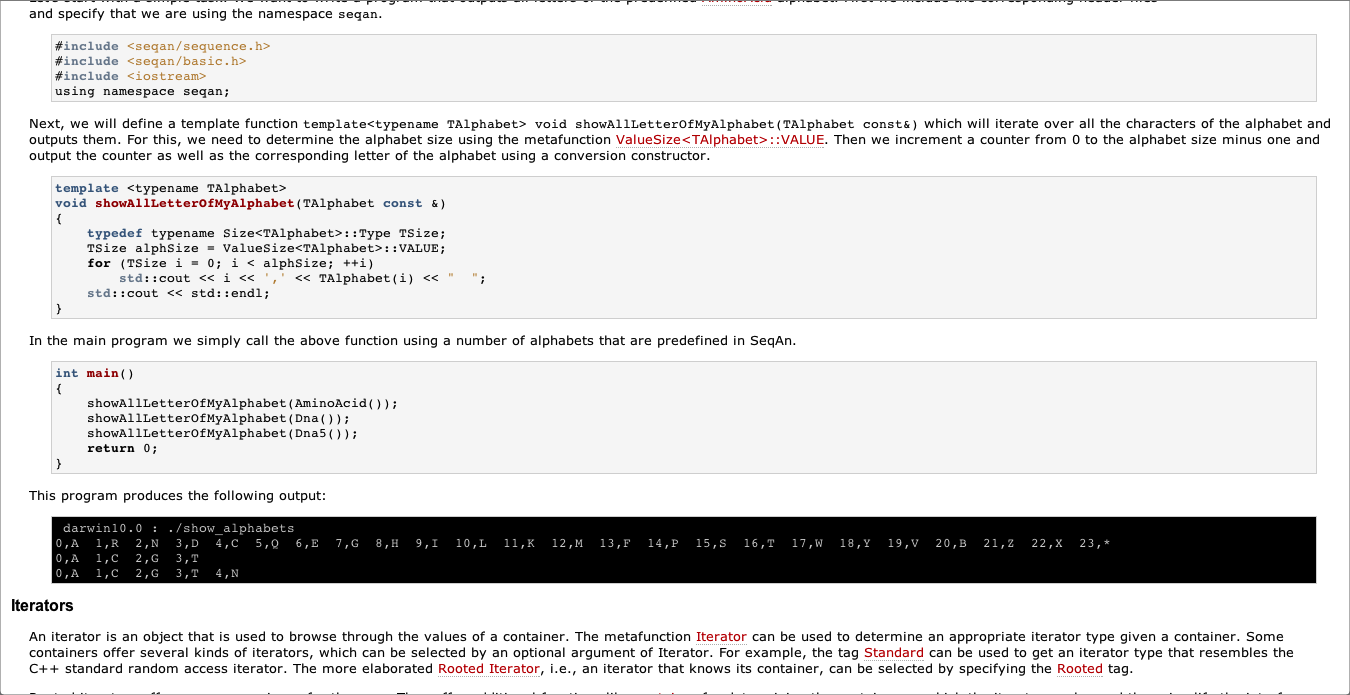 and specify that we are using the namespace seqan.
#include <seqan/sequence.h>
#include <seqan/basic.h>
#include <iostream>
using namespace seqan;
Next, we will define a template function template<typename TAlphabet> void showAllLetterOfMyAlphabet(TAlphabet const&) which will iterate over all the characters of the alphabet and
outputs them. For this, we need to determine the alphabet size using the metafunction ValueSize<TAlphabet>::VALUE. Then we increment a counter from 0 to the alphabet size minus one and
output the counter as well as the corresponding letter of the alphabet using a conversion constructor.
template <typename TAlphabet>
void showAllLetterOfMyAlphabet(TAlphabet const &)
{
    typedef typename Size<TAlphabet>::Type TSize;
    TSize alphSize = ValueSize<TAlphabet>::VALUE;
    for (TSize i = 0; i < alphSize; ++i)
        std::cout << i << ',' << TAlphabet(i) << "  ";
    std::cout << std::endl;
}
In the main program we simply call the above function using a number of alphabets that are predefined in SeqAn.
int main()
{
    showAllLetterOfMyAlphabet(AminoAcid());
    showAllLetterOfMyAlphabet(Dna());
    showAllLetterOfMyAlphabet(Dna5());
    return 0;
}
This program produces the following output:
darwin10.0 : ./show_alphabets
0,A  1,R  2,N  3,D  4,C  5,Q  6,E  7,G  8,H  9,I  10,L  11,K  12,M  13,F  14,P  15,S  16,T  17,W  18,Y  19,V  20,B  21,Z  22,X  23,*
0,A  1,C  2,G  3,T
0,A  1,C  2,G  3,T  4,N
Iterators
An iterator is an object that is used to browse through the values of a container. The metafunction Iterator can be used to determine an appropriate iterator type given a container. Some
containers offer several kinds of iterators, which can be selected by an optional argument of Iterator. For example, the tag Standard can be used to get an iterator type that resembles the
C++ standard random access iterator. The more elaborated Rooted Iterator, i.e., an iterator that knows its container, can be selected by specifying the Rooted tag.